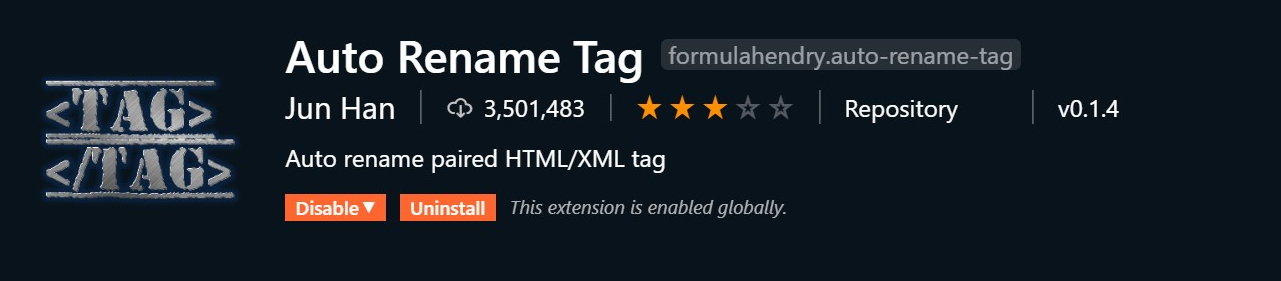 <TAG>
</TAG>
Auto Rename Tag formulahendry.auto-rename-tag
Jun Han 3,501,483 Repository v0.1.4
Auto rename paired HTML/XML tag
Disable Uninstall This extension is enabled globally.